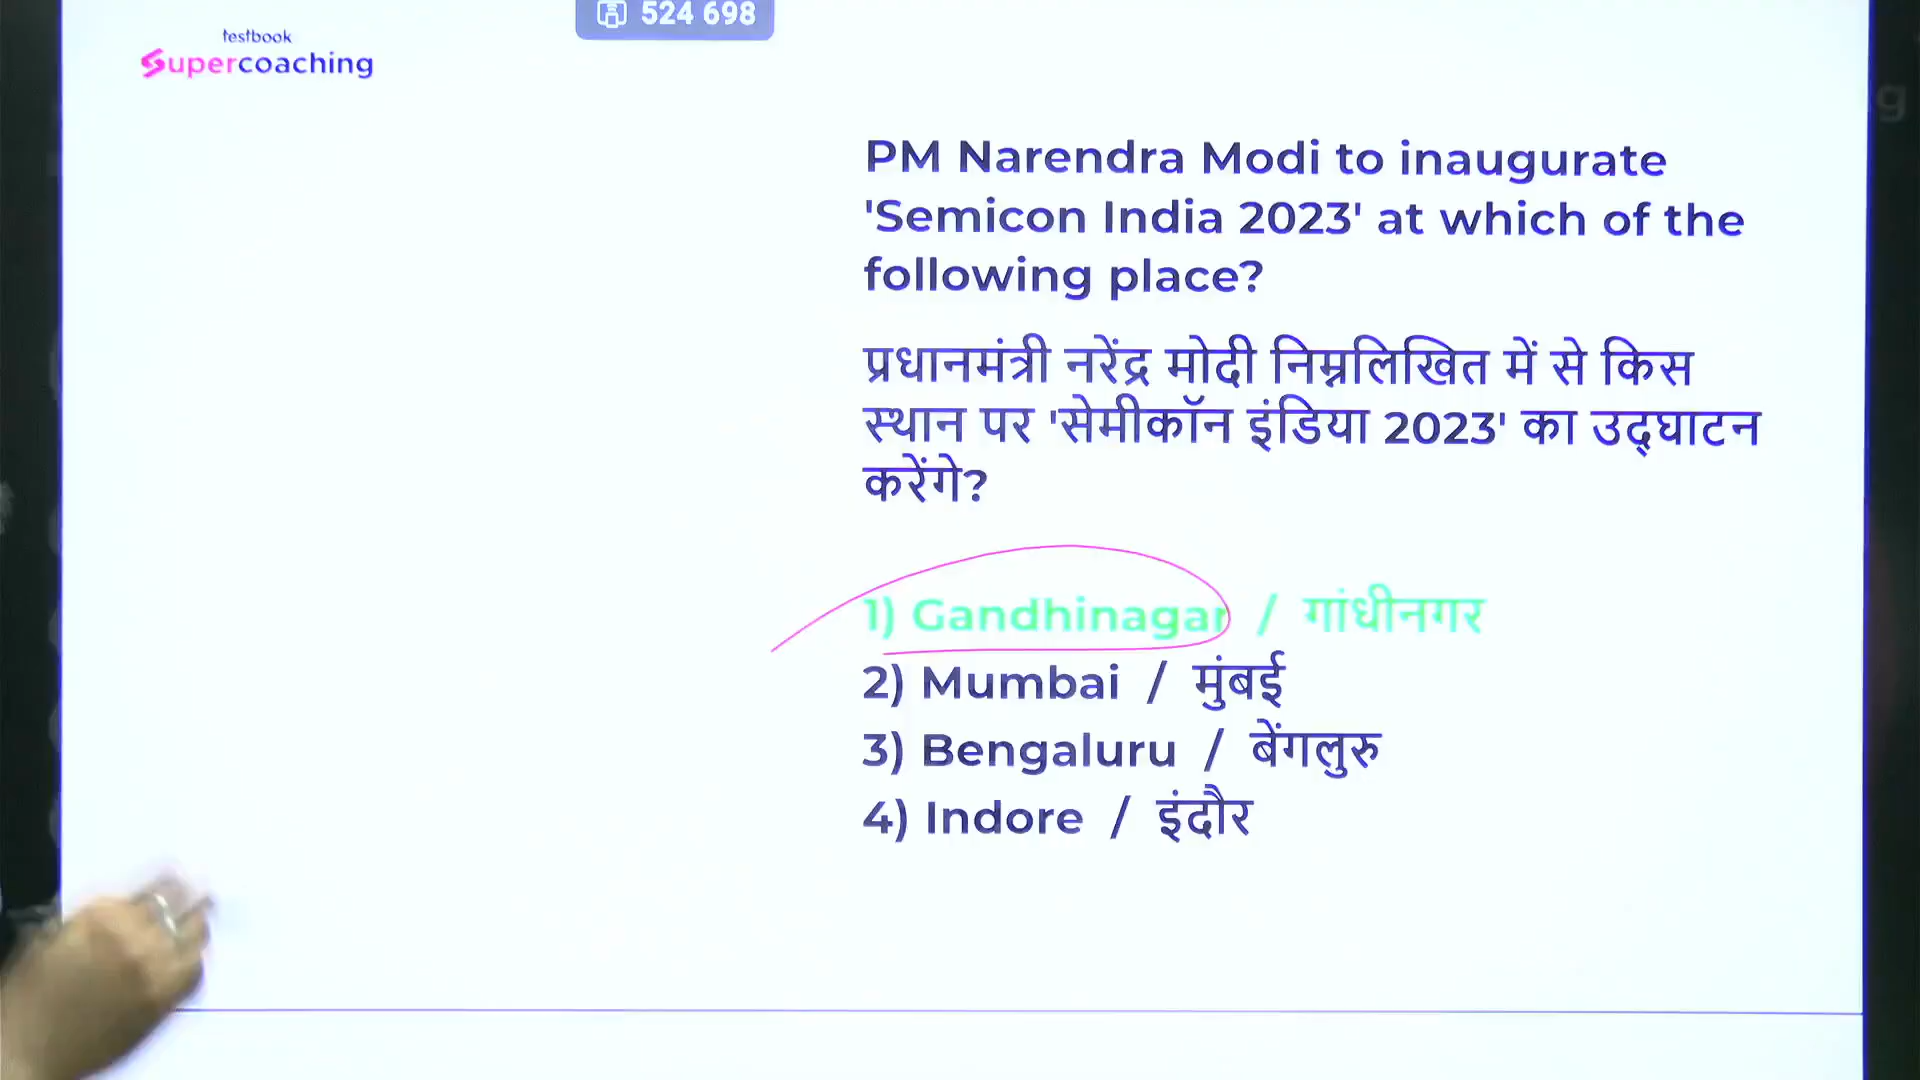 524 698
testbook
Supercoaching
PM Narendra Modi to inaugurate
'Semicon India 2023' at which of the
following place?
प्रधानमंत्री नरेंद्र मोदी निम्नलिखित में से किस
स्थान पर 'सेमीकॉन इंडिया 2023' का उद्घाटन
करेंगे?
1) Gandhinagar / गांधीनगर
2) Mumbai / मुंबई
3) Bengaluru / बेंगलुरु
4) Indore / इंदौर